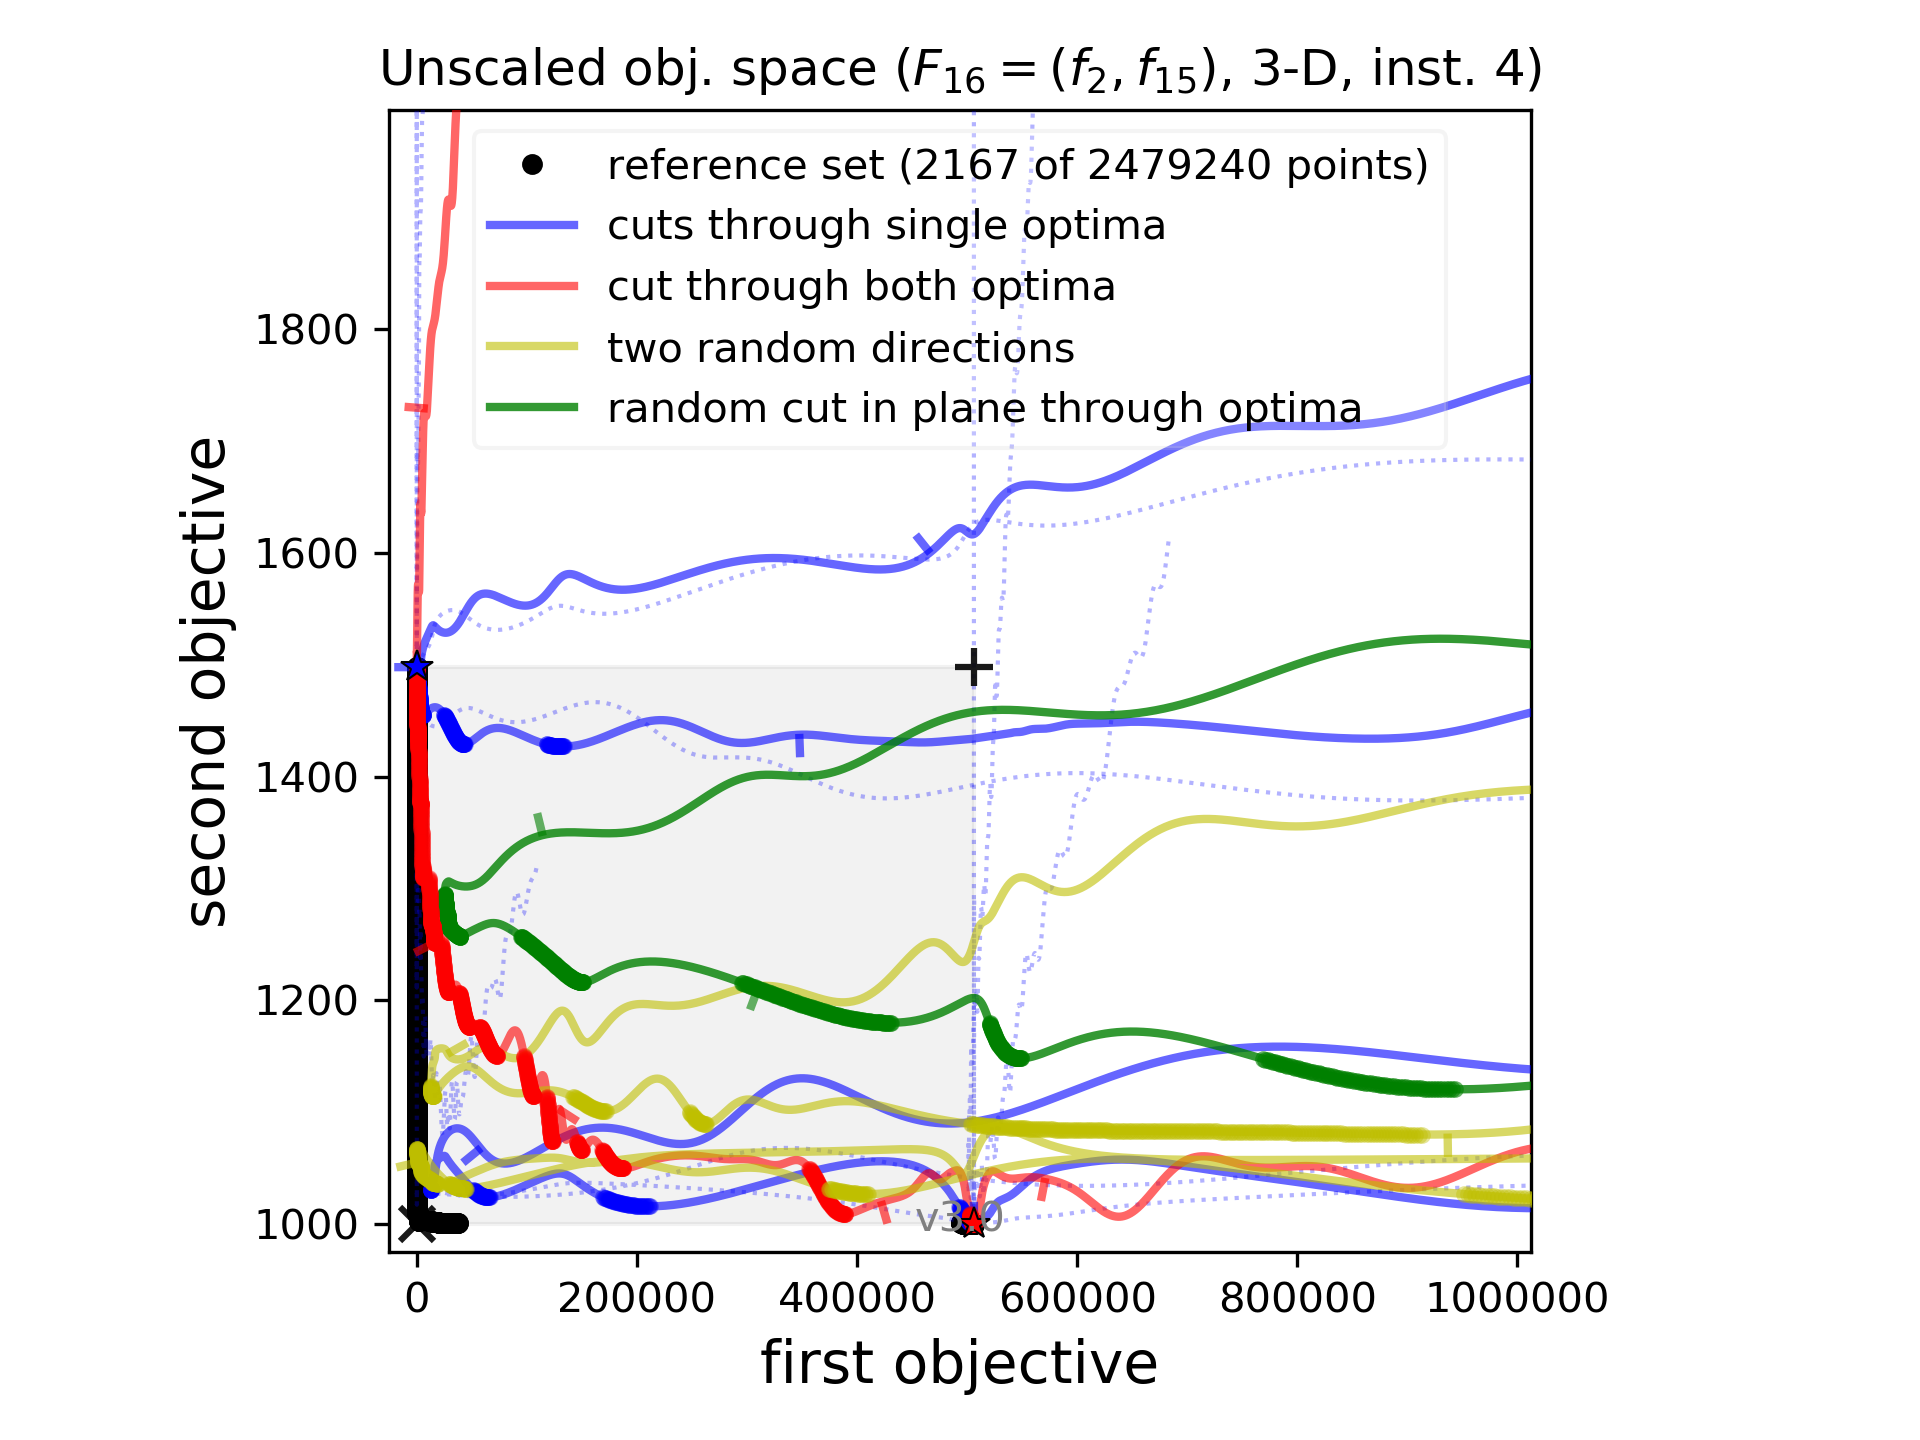 Unscaled obj. space (F₁₆ = (f₂, f₁₅), 3-D, inst. 4)
reference set (2167 of 2479240 points)
cuts through single optima
cut through both optima
two random directions
random cut in plane through optima
second objective
1800
1600
1400
1200
1000
v3.0
0 200000 400000 600000 800000 1000000
first objective